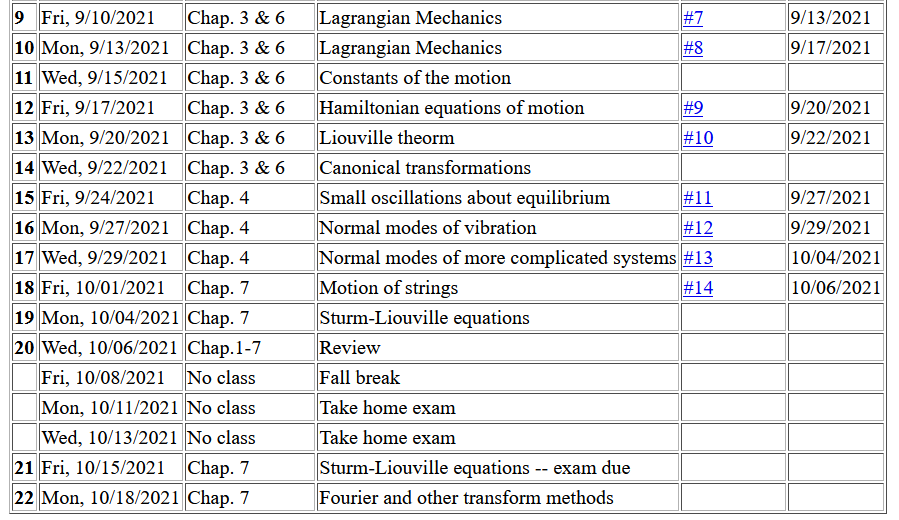 9 Fri, 9/10/2021 Chap. 3 & 6 Lagrangian Mechanics #7 9/13/2021
10 Mon, 9/13/2021 Chap. 3 & 6 Lagrangian Mechanics #8 9/17/2021
11 Wed, 9/15/2021 Chap. 3 & 6 Constants of the motion
12 Fri, 9/17/2021 Chap. 3 & 6 Hamiltonian equations of motion #9 9/20/2021
13 Mon, 9/20/2021 Chap. 3 & 6 Liouville theorm #10 9/22/2021
14 Wed, 9/22/2021 Chap. 3 & 6 Canonical transformations
15 Fri, 9/24/2021 Chap. 4 Small oscillations about equilibrium #11 9/27/2021
16 Mon, 9/27/2021 Chap. 4 Normal modes of vibration #12 9/29/2021
17 Wed, 9/29/2021 Chap. 4 Normal modes of more complicated systems #13 10/04/2021
18 Fri, 10/01/2021 Chap. 7 Motion of strings #14 10/06/2021
19 Mon, 10/04/2021 Chap. 7 Sturm-Liouville equations
20 Wed, 10/06/2021 Chap.1-7 Review
Fri, 10/08/2021 No class Fall break
Mon, 10/11/2021 No class Take home exam
Wed, 10/13/2021 No class Take home exam
21 Fri, 10/15/2021 Chap. 7 Sturm-Liouville equations -- exam due
22 Mon, 10/18/2021 Chap. 7 Fourier and other transform methods